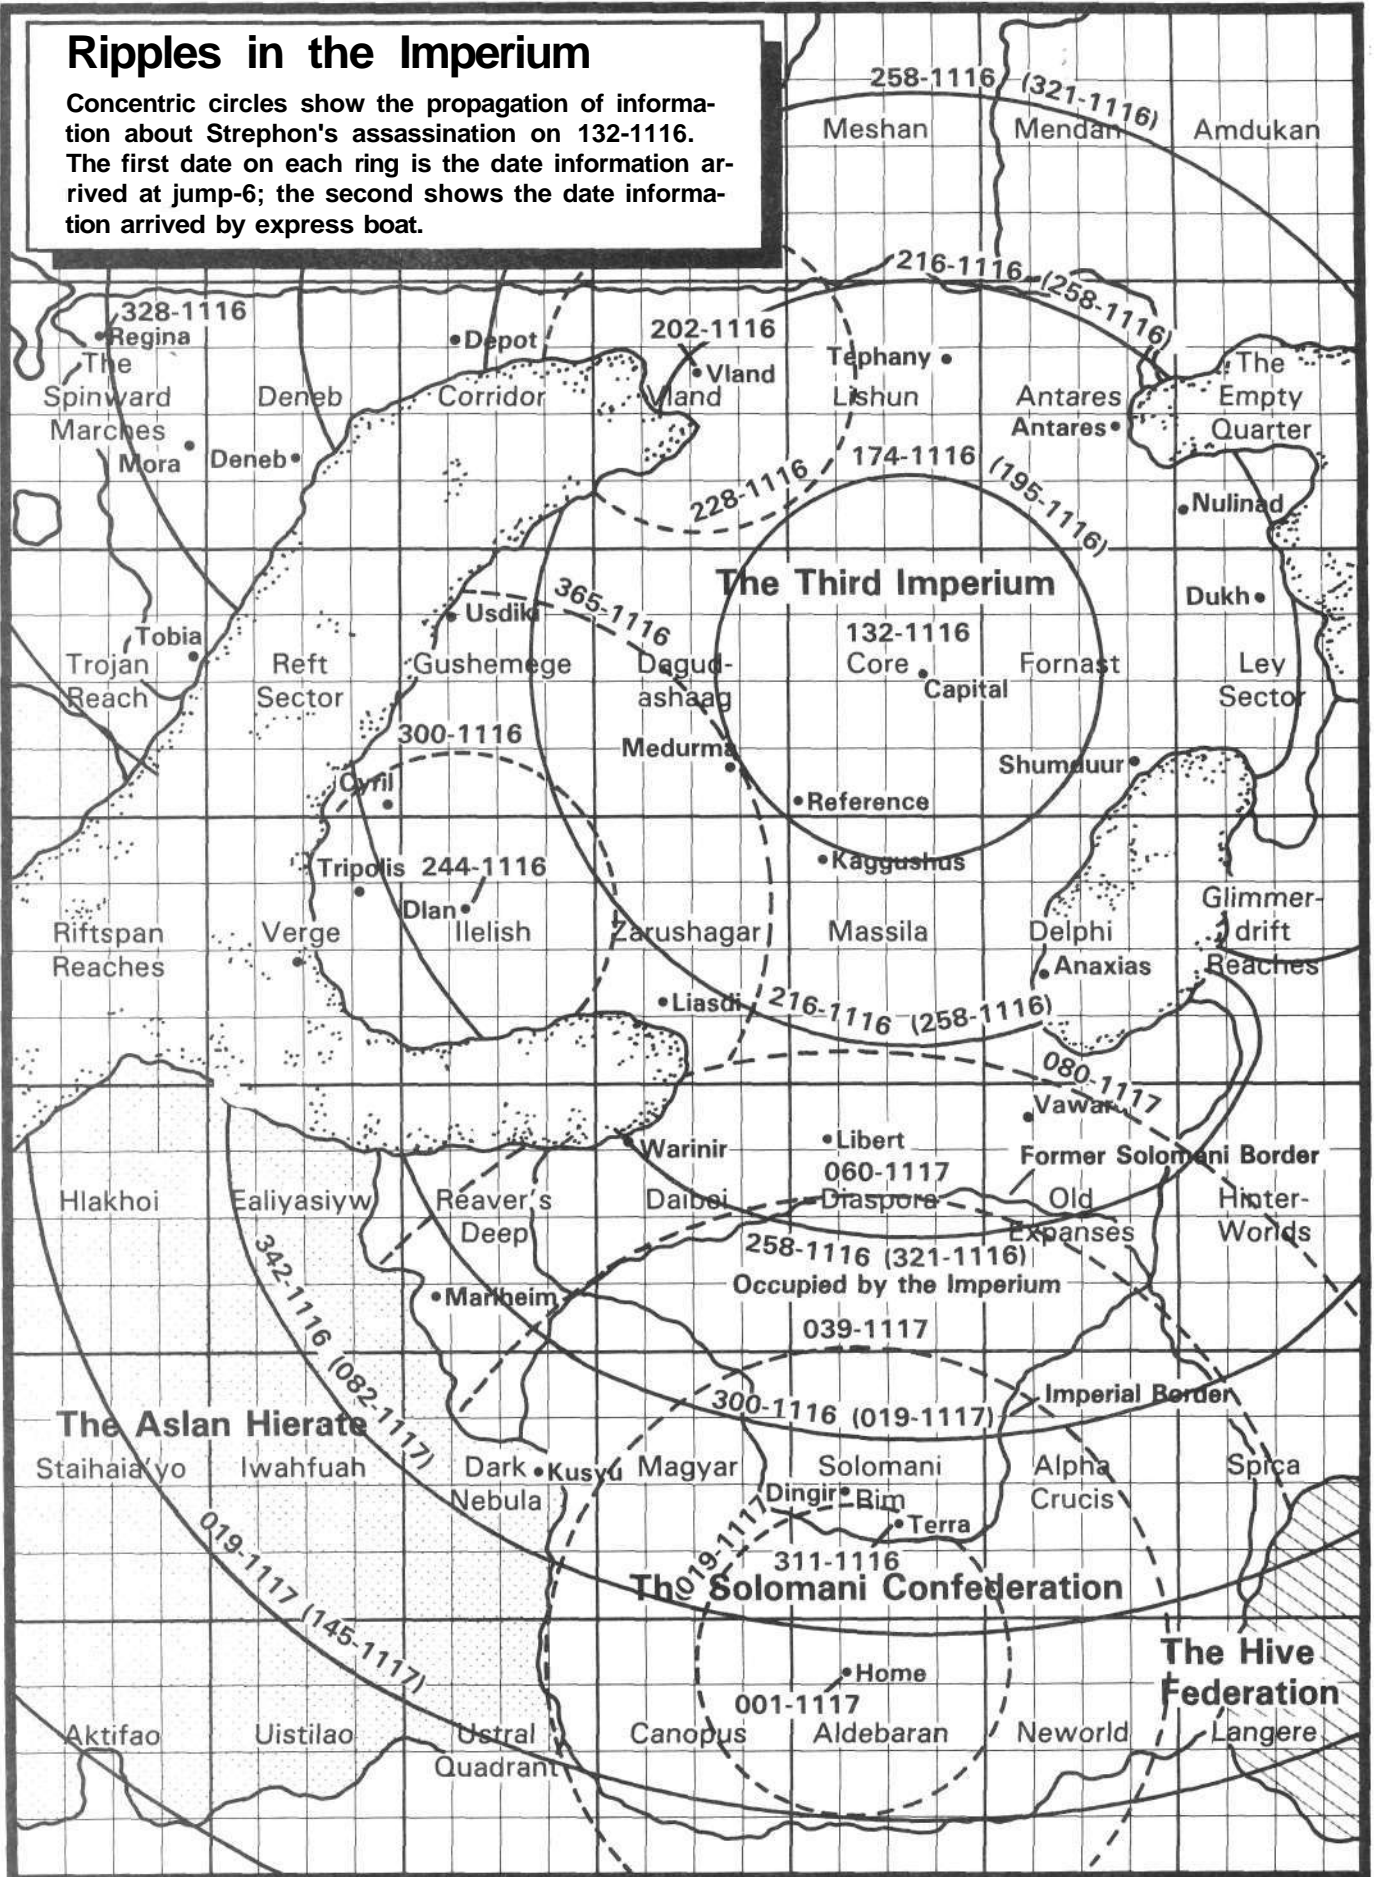 Ripples in the Imperium
Concentric circles show the propagation of informa-
tion about Strephon's assassination on 132-1116.
The first date on each ring is the date information ar-
rived at jump-6; the second shows the date informa-
tion arrived by express boat.
258-1116 (321-1116)
Meshan
Mendan
Amdukan
216-1116 (258-1116)
328-1116
Regina
The
Spinward
Marches
Mora
Deneb
Deneb
Depot
Corridor
202-1116
Vland
Vland
Tephany
Lishun
Antares
Antares
The
Empty
Quarter
174-1116 (195-1116)
228-1116
Nulinad
The Third Imperium
365-1116
Usdiki
Dukh
132-1116
Tobia
Trojan
Reach
Reft
Sector
Gushemege
Dagud-
ashaag
Core
Capital
Fornast
Ley
Sector
300-1116
Medurma
Shumduur
Cyril
Reference
Kaggushus
Tripolis
244-1116
Dlan
Ilelish
Riftspan
Reaches
Verge
Zarushagar
Massila
Delphi
Glimmer-
drift
Reaches
Anaxias
Liasdi
216-1116 (258-1116)
080-1117
Vawar
Warinir
Libert
Former Solomani Border
060-1117
Hlakhoi
Ealiyasiyw
Reaver's
Deep
Daibei
Diaspora
Old
Expanses
Hinter-
Worlds
258-1116 (321-1116)
Occupied by the Imperium
Marlheim
039-1117
342-1116 (082-1117)
300-1116 (019-1117)
Imperial Border
The Aslan Hierate
Staihaia'yo
Iwahfuah
Dark
Nebula
Kusyu
Magyar
Solomani
Rim
Dingir
Alpha
Crucis
Spica
Terra
019-1117
(019-1117
311-1116
The Solomani Confederation
019-1117 (145-1117)
Home
001-1117
The Hive
Federation
Aktifao
Uistilao
Ustral
Quadrant
Canopus
Aldebaran
Neworld
Langere